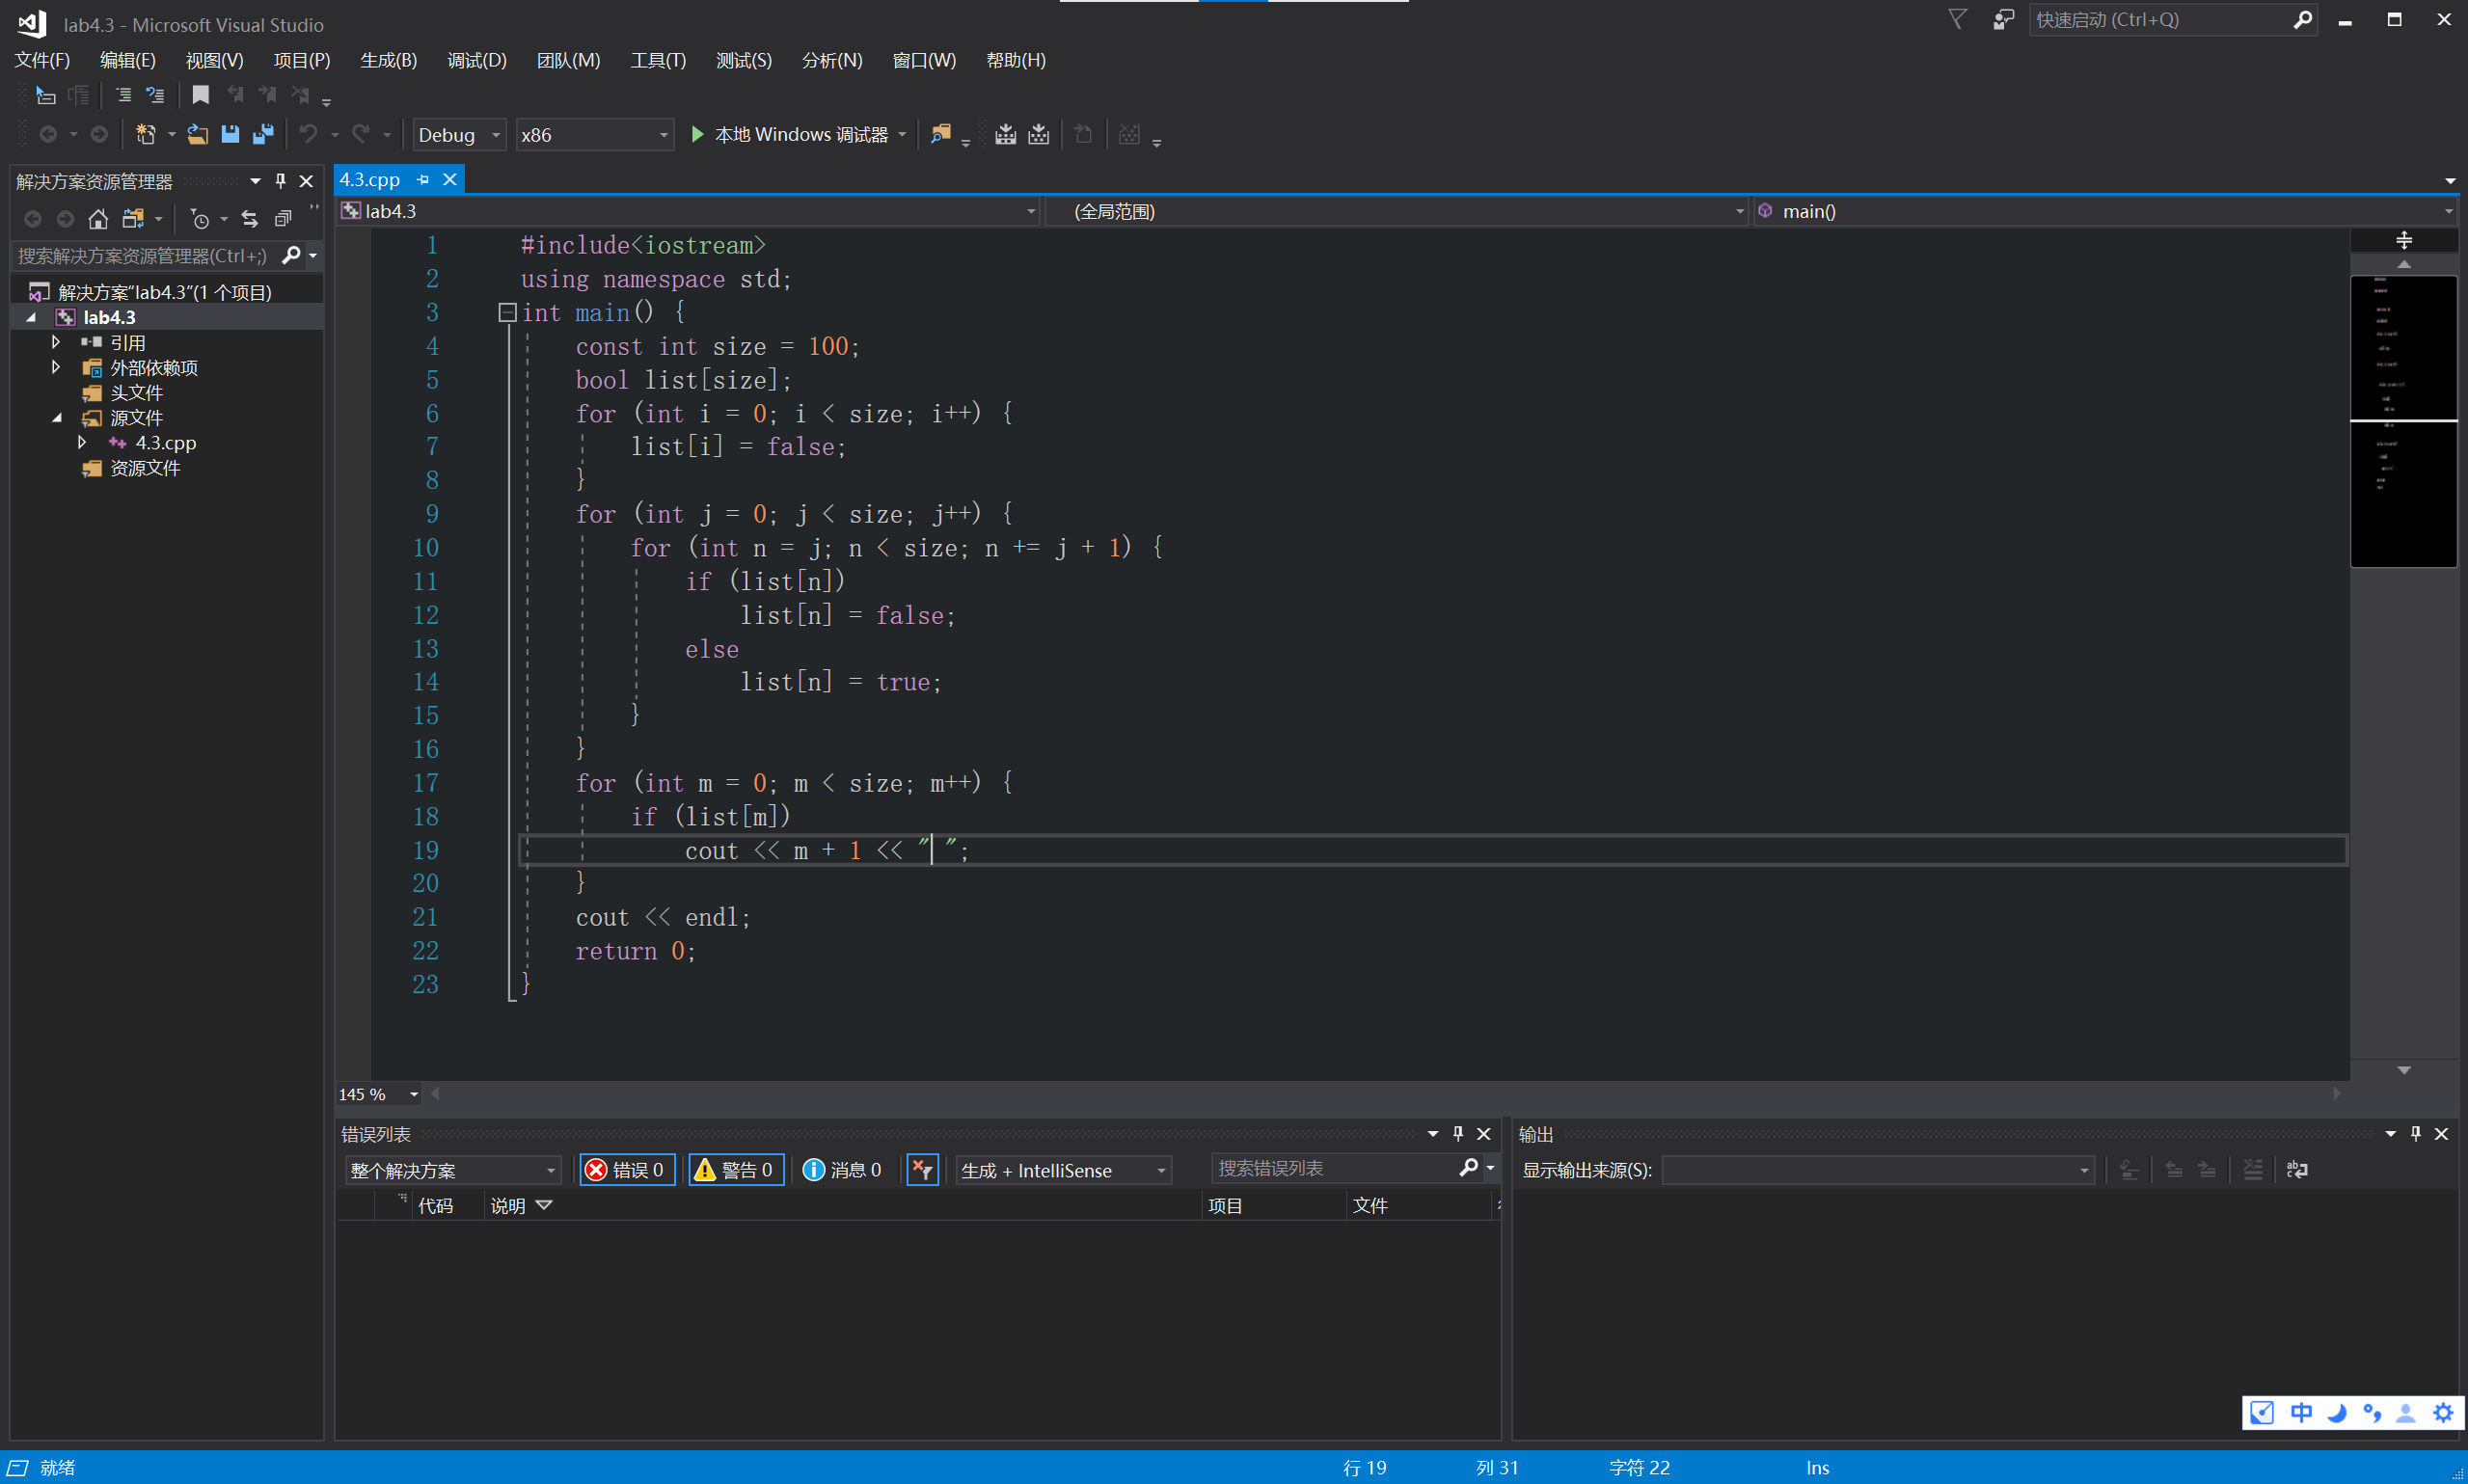 lab4.3 - Microsoft Visual Studio
快速启动 (Ctrl+Q)
文件(F) 编辑(E) 视图(V) 项目(P) 生成(B) 调试(D) 团队(M) 工具(T) 测试(S) 分析(N) 窗口(W) 帮助(H)
Debug x86 本地 Windows 调试器
解决方案资源管理器
搜索解决方案资源管理器(Ctrl+;)
解决方案“lab4.3”(1 个项目)
lab4.3
引用
外部依赖项
头文件
源文件
4.3.cpp
资源文件
4.3.cpp
lab4.3 (全局范围) main()
1 #include<iostream>
2 using namespace std;
3 int main() {
4 const int size = 100;
5 bool list[size];
6 for (int i = 0; i < size; i++) {
7 list[i] = false;
8 }
9 for (int j = 0; j < size; j++) {
10 for (int n = j; n < size; n += j + 1) {
11 if (list[n])
12 list[n] = false;
13 else
14 list[n] = true;
15 }
16 }
17 for (int m = 0; m < size; m++) {
18 if (list[m])
19 cout << m + 1 << " ";
20 }
21 cout << endl;
22 return 0;
23 }
145 %
错误列表
整个解决方案 错误 0 警告 0 消息 0 生成 + IntelliSense 搜索错误列表
代码 说明 项目 文件
输出
显示输出来源(S):
中
就绪 行 19 列 31 字符 22 Ins